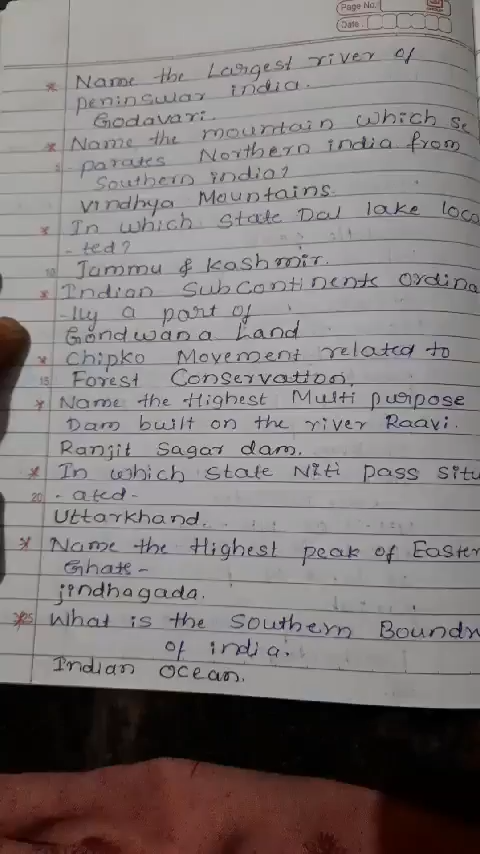 Page No.
Date:
* Name the Largest river of
peninsular india.
Godavari.
* Name the mountain which se
5 parates Northern india from
Southern india?
Vindhya Mountains.
* In which state Dal lake loca
-ted?
10 Jammu & Kashmir.
* Indian Subcontinents ordina
-lly a part of
Gondwana Land
* Chipko Movement related to
15 Forest Conservation.
* Name the Highest Multi purpose
Dam built on the river Raavi.
Ranjit Sagar dam.
* In which state Niti pass situ
20 -ated-
Uttarkhand.
* Name the Highest peak of Easter
Ghate-
jindhagada.
* 25 What is the Southern Boundr
of india.
Indian ocean.